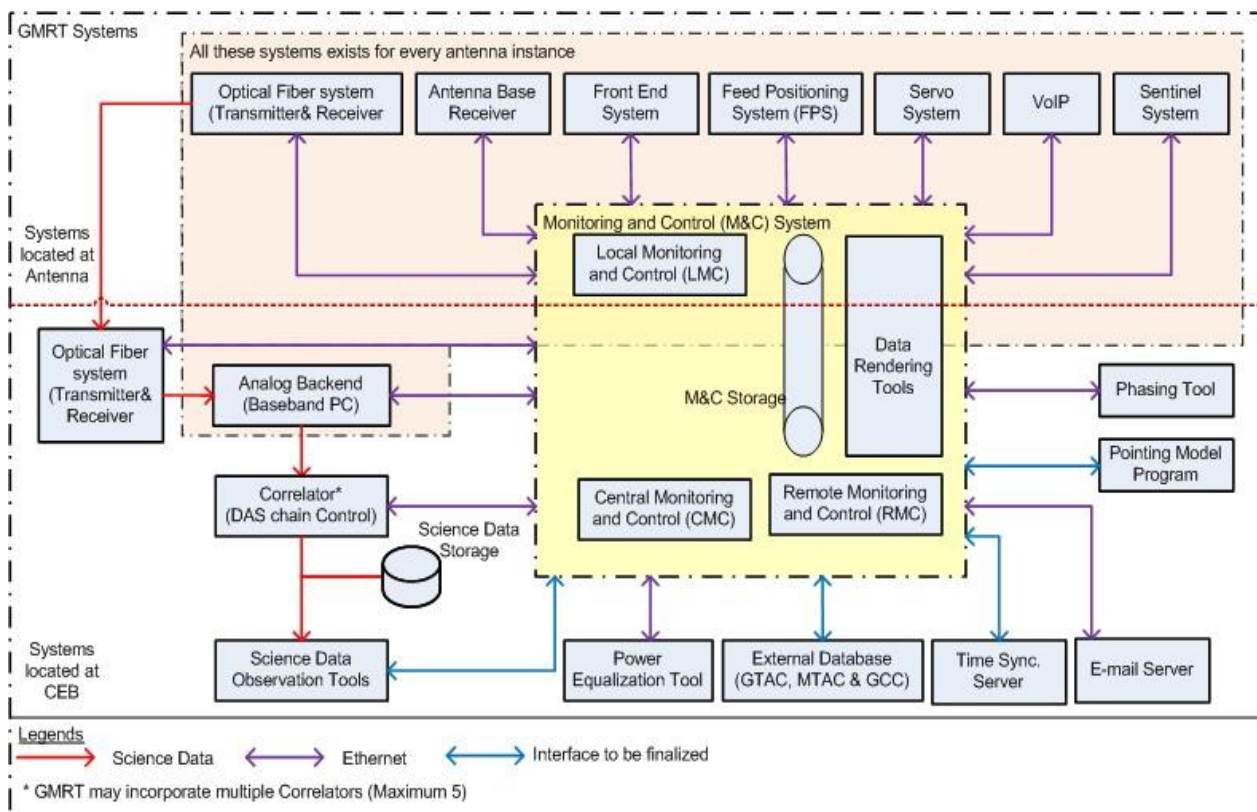 GMRT Systems
All these systems exists for every antenna instance
Optical Fiber system
(Transmitter& Receiver
Antenna Base
Receiver
Front End
System
Feed Positioning
System (FPS)
Servo
System
VoIP
Sentinel
System
Systems
located at
Antenna
Monitoring and Control (M&C) System
Local Monitoring
and Control (LMC)
Optical Fiber
system
(Transmitter&
Receiver
Analog Backend
(Baseband PC)
Data
Rendering
Tools
M&C Storage
Phasing Tool
Pointing Model
Program
Correlator*
(DAS chain Control)
Central Monitoring
and Control (CMC)
Remote Monitoring
and Control (RMC)
Science Data
Storage
Systems
located at
CEB
Science Data
Observation Tools
Power
Equalization Tool
External Database
(GTAC, MTAC & GCC)
Time Sync.
Server
E-mail Server
Legends
Science Data
Ethernet
Interface to be finalized
* GMRT may incorporate multiple Correlators (Maximum 5)